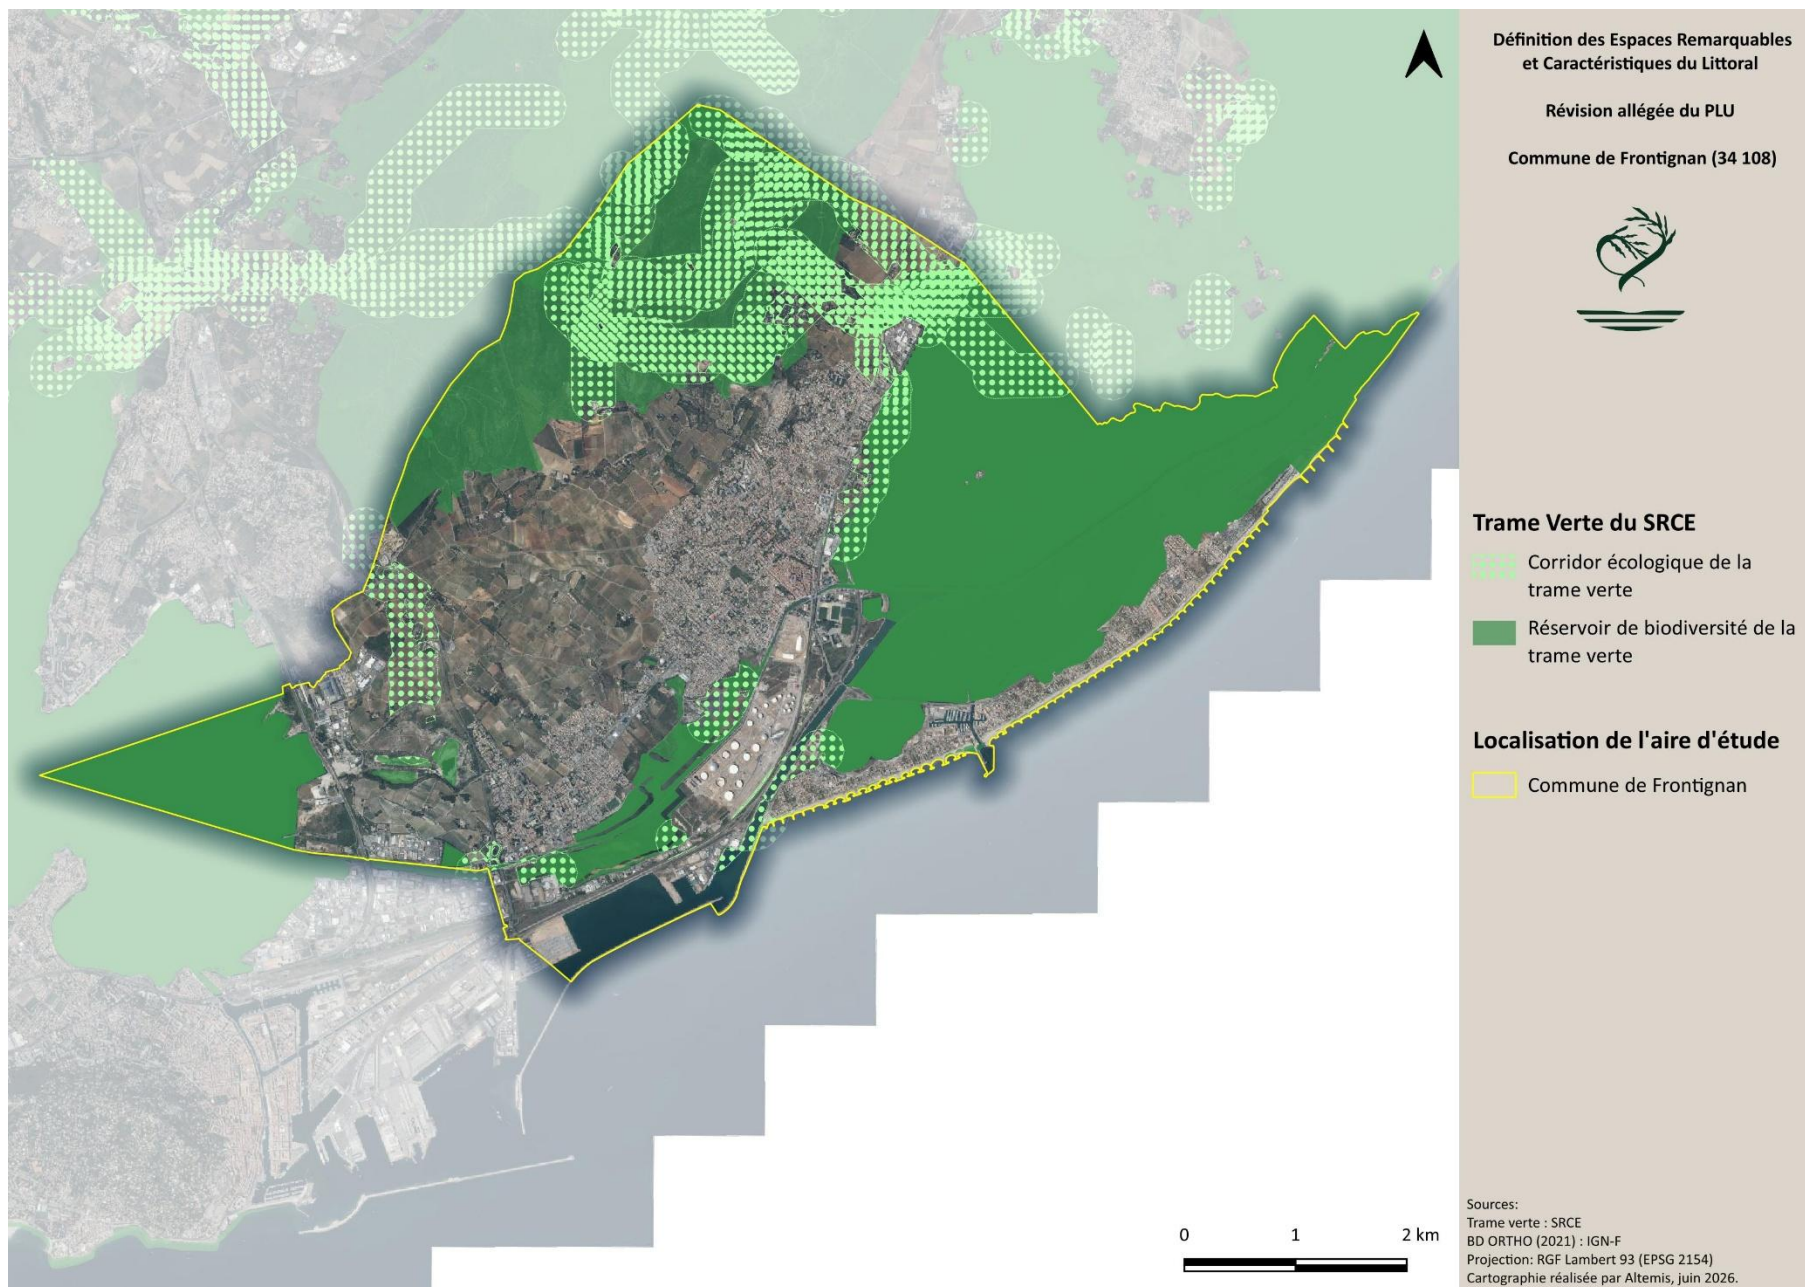 Définition des Espaces Remarquables
et Caractéristiques du Littoral
Révision allégée du PLU
Commune de Frontignan (34 108)
Trame Verte du SRCE
Corridor écologique de la
trame verte
Réservoir de biodiversité de la
trame verte
Localisation de l'aire d'étude
Commune de Frontignan
0 1 2 km
Sources:
Trame verte : SRCE
BD ORTHO (2021) : IGN-F
Projection: RGF Lambert 93 (EPSG 2154)
Cartographie réalisée par Altemis, juin 2026.